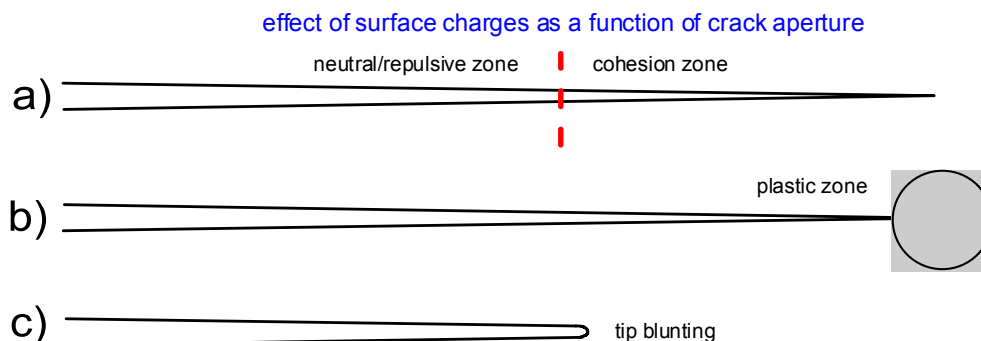 effect of surface charges as a function of crack aperture
neutral/repulsive zone cohesion zone
a)
plastic zone
b)
c) tip blunting